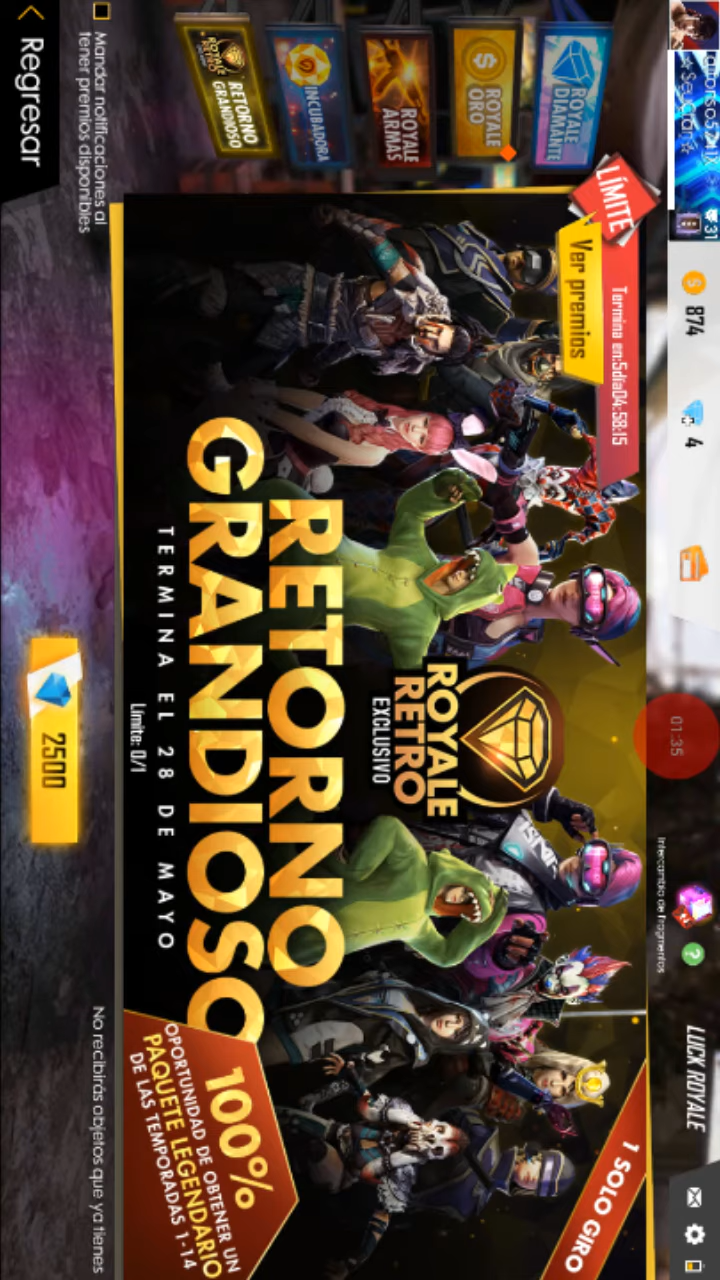 31
874
4
01:35
Intercambio de Fragmentos
?
LUCK ROYALE
ROYALE
DIAMANTE
ROYALE
ORO
ROYALE
ARMAS
INCUBADORA
ROYALE
RETRO
RETORNO
GRANDIOSO
LÍMITE
Termina en:5día04:58:15
Ver premios
1 SOLO GIRO
ROYALE
RETRO
EXCLUSIVO
RETORNO
GRANDIOSO
TERMINA EL 28 DE MAYO
Límite: 0/1
100%
OPORTUNIDAD DE OBTENER UN
PAQUETE LEGENDARIO
DE LAS TEMPORADAS 1-14
Mandar notificaciones al
tener premios disponibles
No recibirás objetos que ya tienes
Regresar
2500